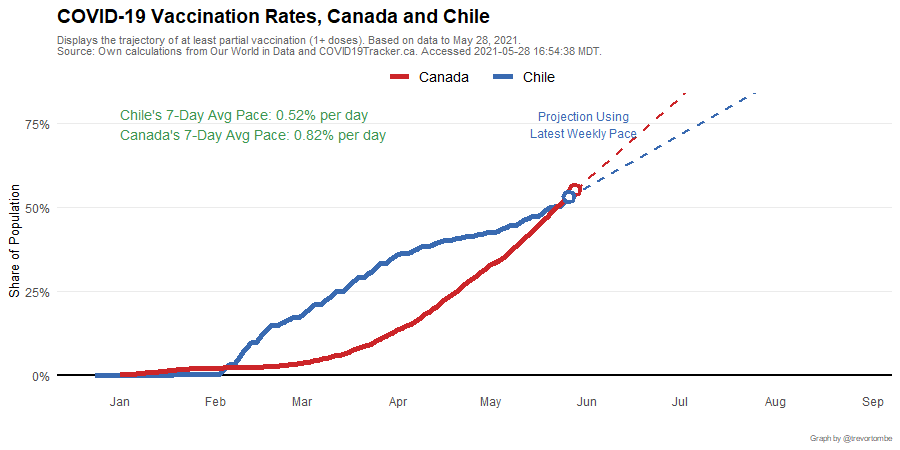 COVID-19 Vaccination Rates, Canada and Chile
Displays the trajectory of at least partial vaccination (1+ doses). Based on data to May 28, 2021.
Source: Own calculations from Our World in Data and COVID19Tracker.ca. Accessed 2021-05-28 16:54:38 MDT.
Canada Chile
Chile's 7-Day Avg Pace: 0.52% per day
Canada's 7-Day Avg Pace: 0.82% per day
Projection Using
Latest Weekly Pace
Share of Population
75%
50%
25%
0%
Jan Feb Mar Apr May Jun Jul Aug Sep
Graph by @trevortombe